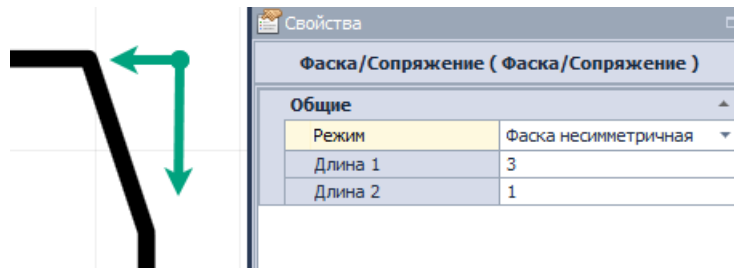 Свойства
Фаска/Сопряжение ( Фаска/Сопряжение )
Общие
Режим Фаска несимметричная
Длина 1 3
Длина 2 1